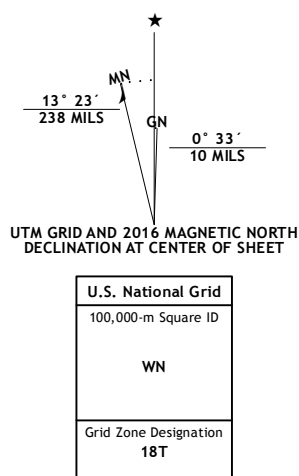 ★
MN
GN
13° 23´
238 MILS
0° 33´
10 MILS
UTM GRID AND 2016 MAGNETIC NORTH
DECLINATION AT CENTER OF SHEET
U.S. National Grid
100,000-m Square ID
WN
Grid Zone Designation
18T